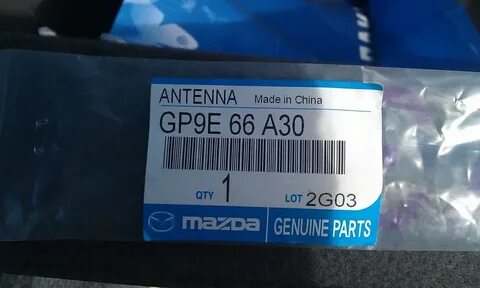 ANTENNA Made in China
GP9E 66 A30
QTY 1 LOT 2G03
mazda GENUINE PARTS